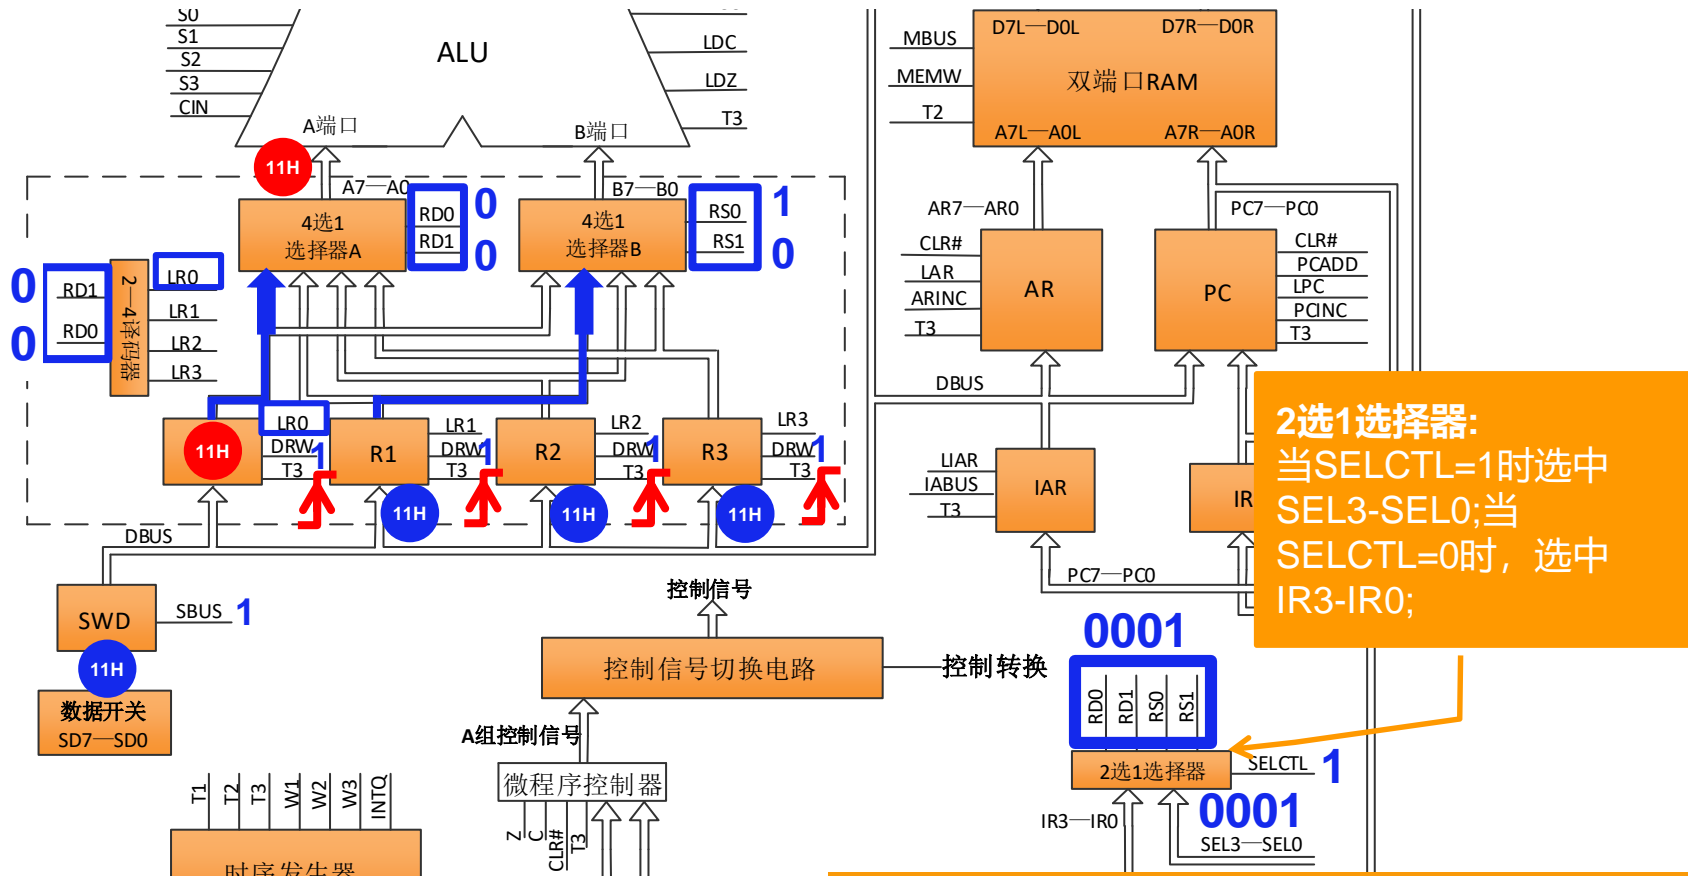 S0
S1
S2
S3
CIN
ALU
LDC
LDZ
T3
A端口
B端口
MBUS
MEMW
T2
D7L—D0L
D7R—D0R
双端口RAM
A7L—A0L
A7R—A0R
11H
A7—A0
B7—B0
4选1
选择器A
RD0
RD1
0
0
4选1
选择器B
RS0
RS1
1
0
AR7—AR0
PC7—PC0
CLR#
LAR
ARINC
T3
AR
PC
CLR#
PCADD
LPC
PCINC
T3
0
0
RD1
RD0
2—4译码器
LR0
LR1
LR2
LR3
DBUS
11H
LR0
DRW
T3
1
R1
LR1
DRW
T3
1
R2
LR2
DRW
T3
1
R3
LR3
DRW
T3
1
11H
11H
11H
DBUS
LIAR
IABUS
T3
IAR
IR
PC7—PC0
2选1选择器:
当SELCTL=1时选中
SEL3-SEL0;当
SELCTL=0时，选中
IR3-IR0;
SWD
SBUS
1
11H
数据开关
SD7—SD0
控制信号
控制信号切换电路
控制转换
A组控制信号
微程序控制器
Z
C
CLR#
T3
T1
T2
T3
W1
W2
W3
INTQ
时序发生器
0001
RD0
RD1
RS0
RS1
2选1选择器
SELCTL
1
0001
IR3—IR0
SEL3—SEL0